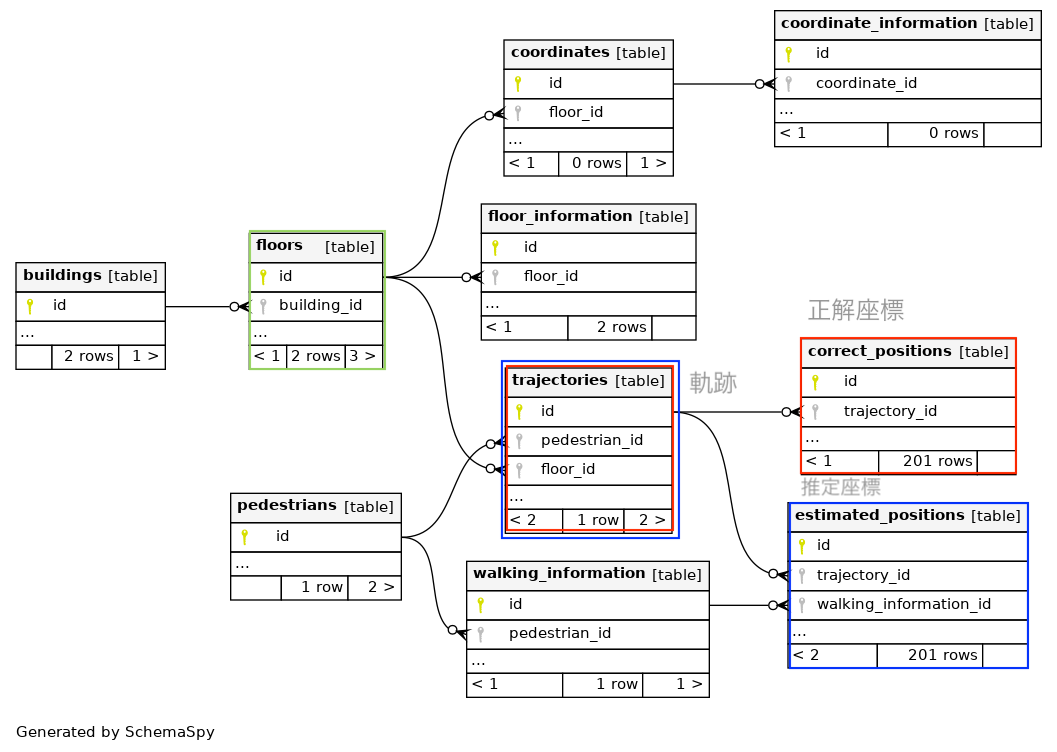 coordinate_information [table]
id
coordinate_id
...
< 1 0 rows
coordinates [table]
id
floor_id
...
< 1 0 rows 1 >
floor_information [table]
id
floor_id
...
< 1 2 rows
floors [table]
id
building_id
...
< 1 2 rows 3 >
buildings [table]
id
...
2 rows 1 >
正解座標
correct_positions [table]
id
trajectory_id
...
< 1 201 rows
軌跡
trajectories [table]
id
pedestrian_id
floor_id
...
< 2 1 row 2 >
推定座標
estimated_positions [table]
id
trajectory_id
walking_information_id
...
< 2 201 rows
pedestrians [table]
id
...
1 row 2 >
walking_information [table]
id
pedestrian_id
...
< 1 1 row 1 >
Generated by SchemaSpy